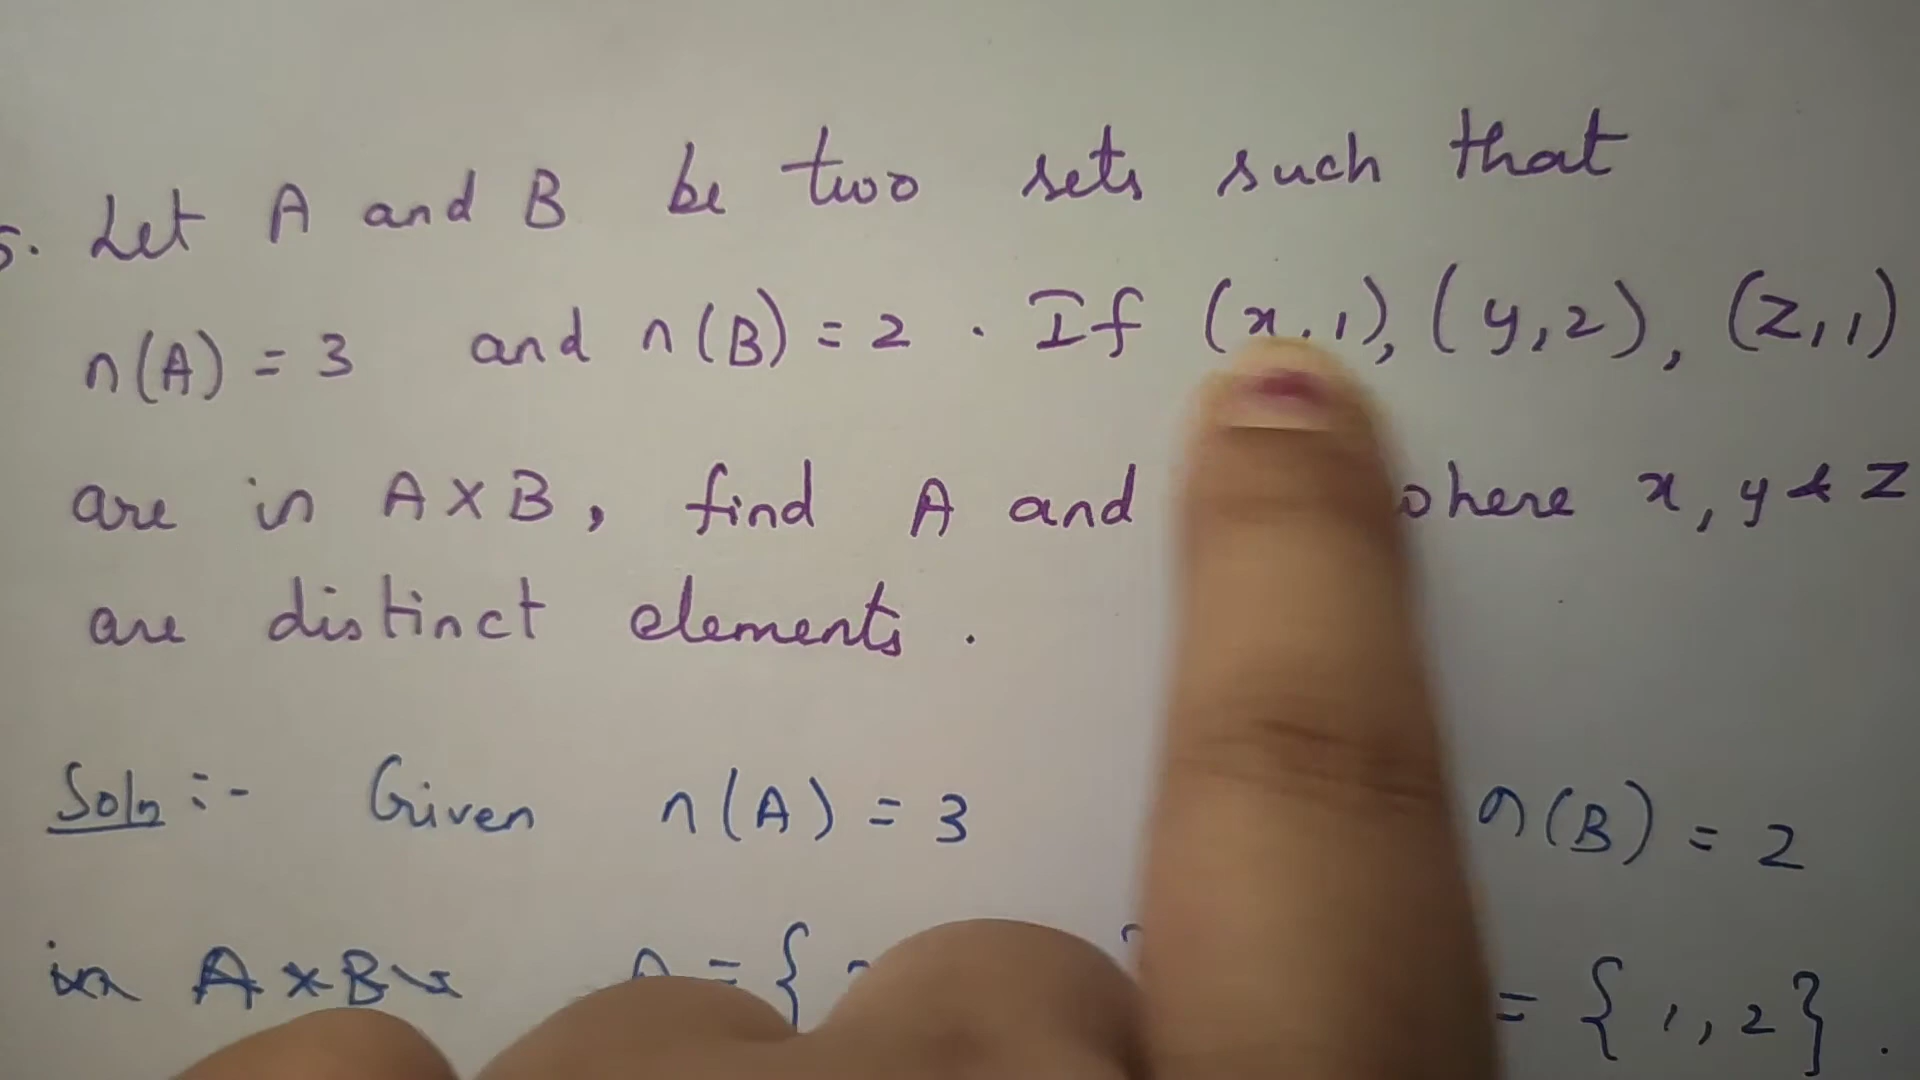 5. Let A and B be two sets such that
n(A) = 3 and n(B) = 2 . If (x,1), (y,2), (z,1)
are in A×B, find A and where x, y & z
are distinct elements .
Soln :- Given n(A) = 3 n(B) = 2
in A × B A = { = {1,2}.